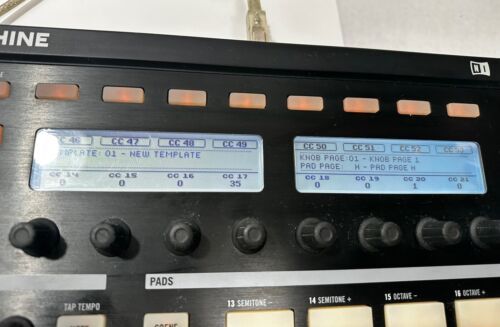 HINE
NI
C 46 CC 47 CC 48 CC 49
MPLATE: 01 - NEW TEMPLATE
CC 14 CC 15 CC 16 CC 17
0 0 0 35
CC 50 CC 51 CC 52 CC 53
KNOB PAGE:01 - KNOB PAGE 1
PAD PAGE: H - PAD PAGE H
CC 18 CC 19 CC 20 CC 21
0 0 1 0
PADS
TAP TEMPO
SCENE
13 SEMITONE - 14 SEMITONE + 15 OCTAVE - 16 OCTAVE +